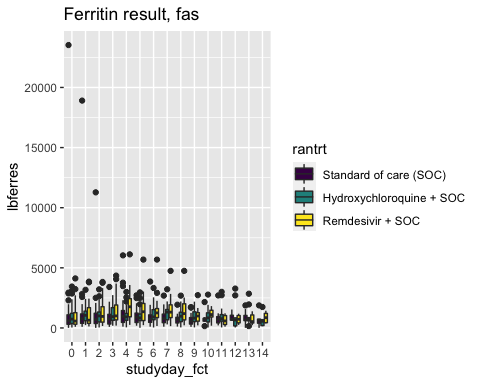 Ferritin result, fas
20000
15000
10000
5000
0
lbferres
0 1 2 3 4 5 6 7 8 9 10 11 12 13 14
studyday_fct
rantrt
Standard of care (SOC)
Hydroxychloroquine + SOC
Remdesivir + SOC